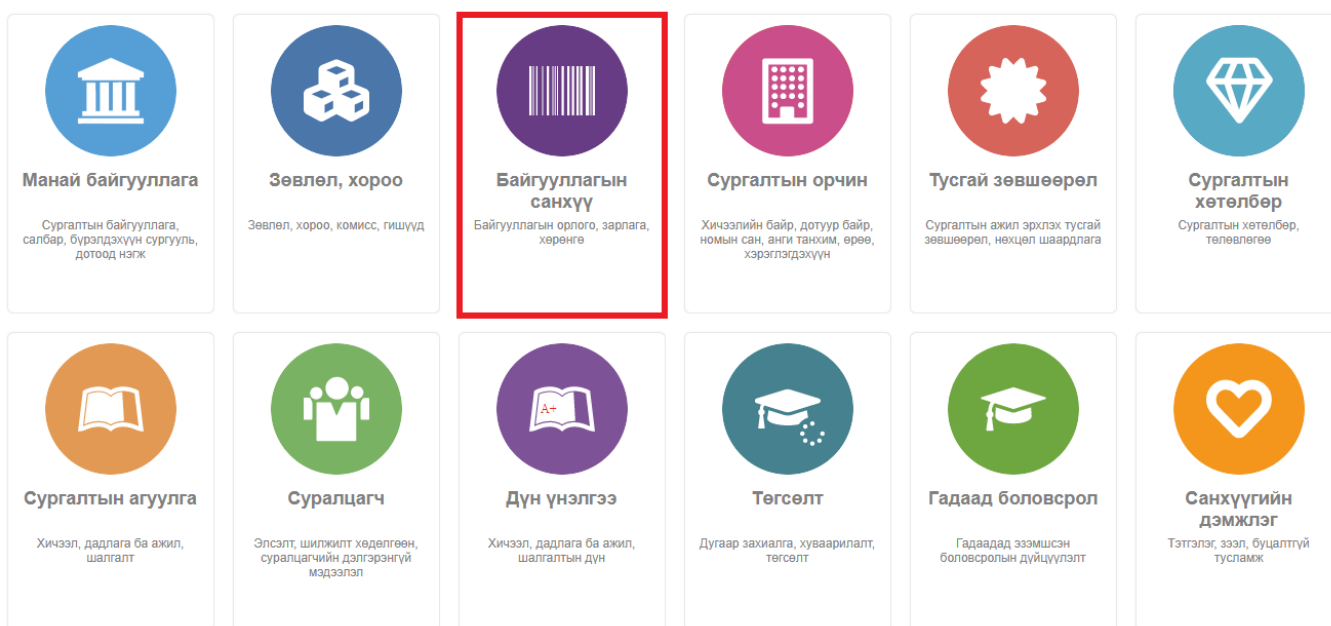 Манай байгууллага
Сургалтын байгууллага,
салбар, бүрэлдэхүүн сургууль,
дотоод нэгж
Зөвлөл, хороо
Зөвлөл, хороо, комисс, гишүүд
Байгууллагын
санхүү
Байгууллагын орлого, зарлага,
хөрөнгө
Сургалтын орчин
Хичээлийн байр, дотуур байр,
номын сан, анги танхим, өрөө,
хэрэглэгдэхүүн
Тусгай зөвшөөрөл
Сургалтын ажил эрхлэх тусгай
зөвшөөрөл, нөхцөл шаардлага
Сургалтын
хөтөлбөр
Сургалтын хөтөлбөр,
төлөвлөгөө
Сургалтын агуулга
Хичээл, дадлага ба ажил,
шалгалт
Суралцагч
Элсэлт, шилжилт хөдөлгөөн,
суралцагчийн дэлгэрэнгүй
мэдээлэл
A+
Дүн үнэлгээ
Хичээл, дадлага ба ажил,
шалгалтын дүн
Төгсөлт
Дугаар захиалга, хуваарилалт,
төгсөлт
Гадаад боловсрол
Гадаадад эзэмшсэн
боловсролын дүйцүүлэлт
Санхүүгийн
дэмжлэг
Тэтгэлэг, зээл, буцалтгүй
тусламж